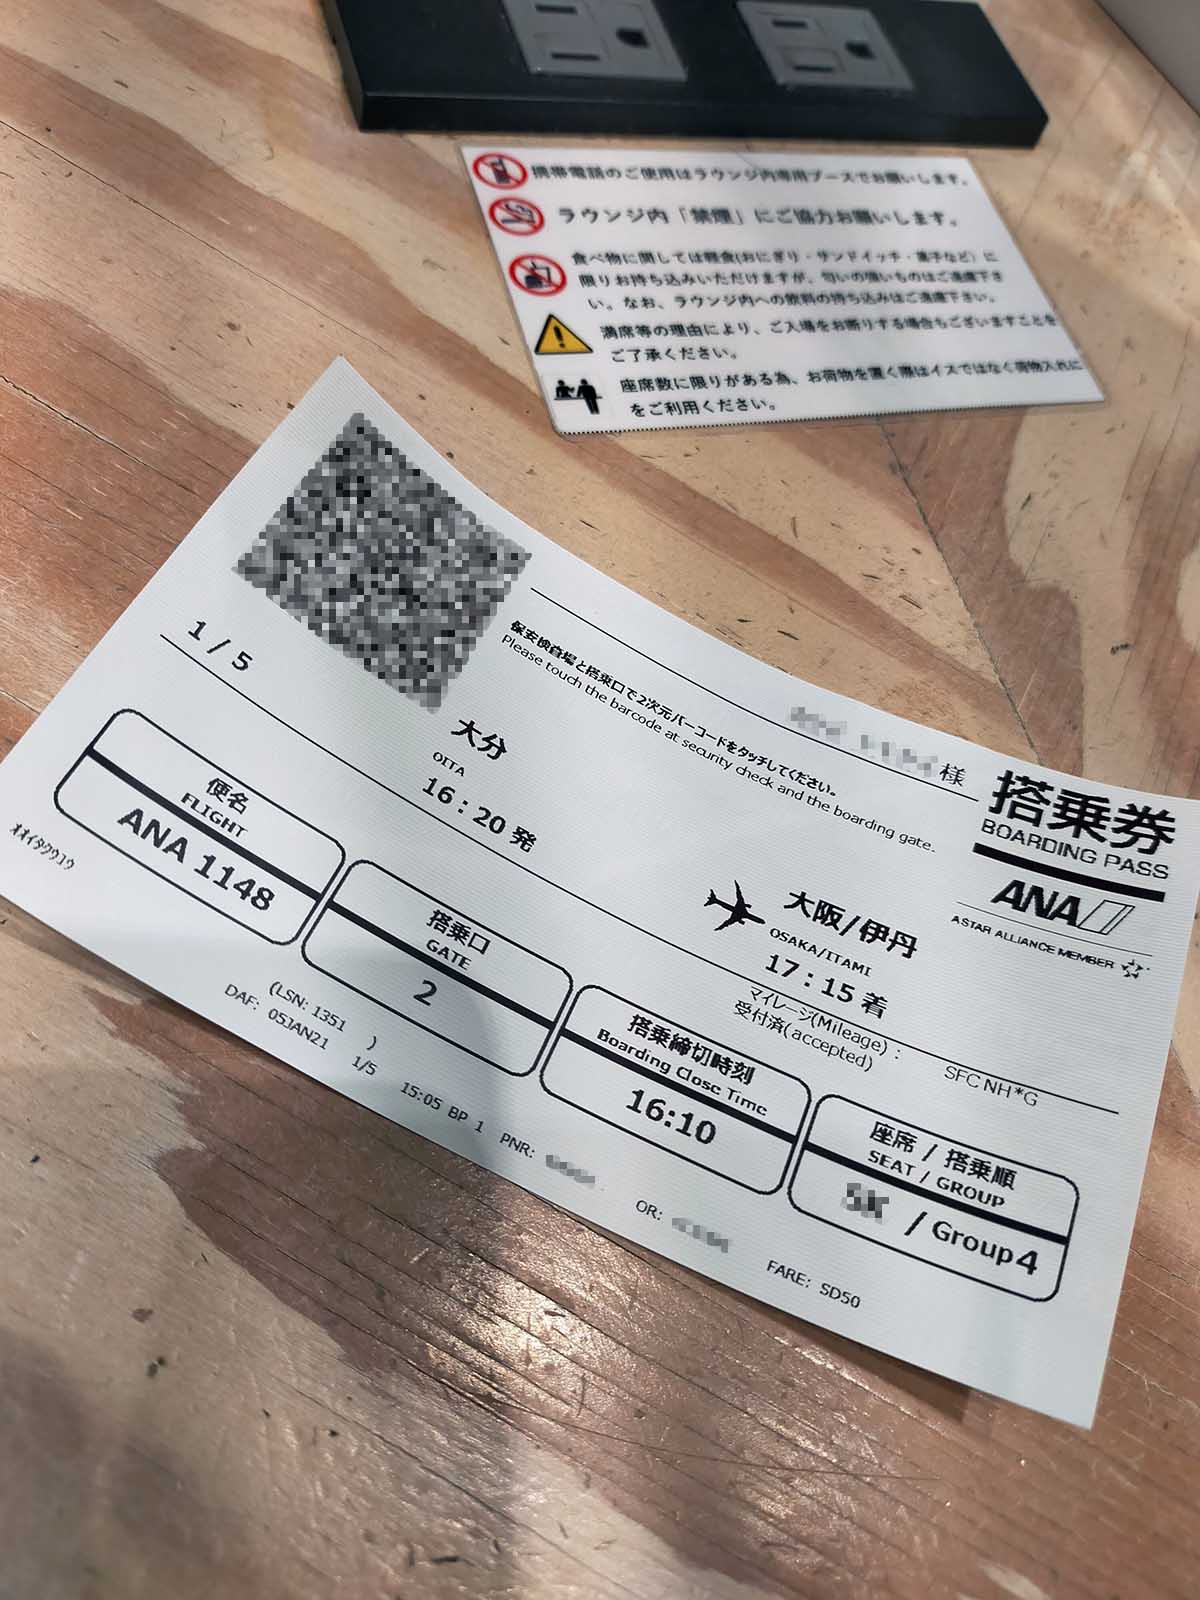 携帯電話のご使用はラウンジ内専用ブースでお願いします。
ラウンジ内「禁煙」にご協力お願いします。
食べ物に関しては軽食(おにぎり・サンドイッチ・菓子など)に
限りお持ち込みいただけますが、匂いの強いものはご遠慮下さ
い。なお、ラウンジ内への飲料の持ち込みはご遠慮下さい。
満席等の理由により、ご入場をお断りする場合もございますことを
ご了承ください。
座席数に限りがある為、お荷物を置く際はイスではなく荷物入れに
をご利用ください。
様
搭乗券
BOARDING PASS
ANA
A STAR ALLIANCE MEMBER
保安検査場と搭乗口で2次元バーコードをタッチしてください。
Please touch the barcode at security check and the boarding gate.
1 / 5
大分
OITA
16:20 発
大阪/伊丹
OSAKA/ITAMI
17:15 着
マイレージ(Mileage) :
受付済(accepted)
SFC NH*G
便名
FLIGHT
ANA 1148
搭乗口
GATE
2
搭乗締切時刻
Boarding Close Time
16:10
座席 / 搭乗順
SEAT / GROUP
/ Group4
オオイタクウコウ
(LSN: 1351 )
DAF: 05JAN21 1/5 15:05 BP 1 PNR:
OR:
FARE: SD50